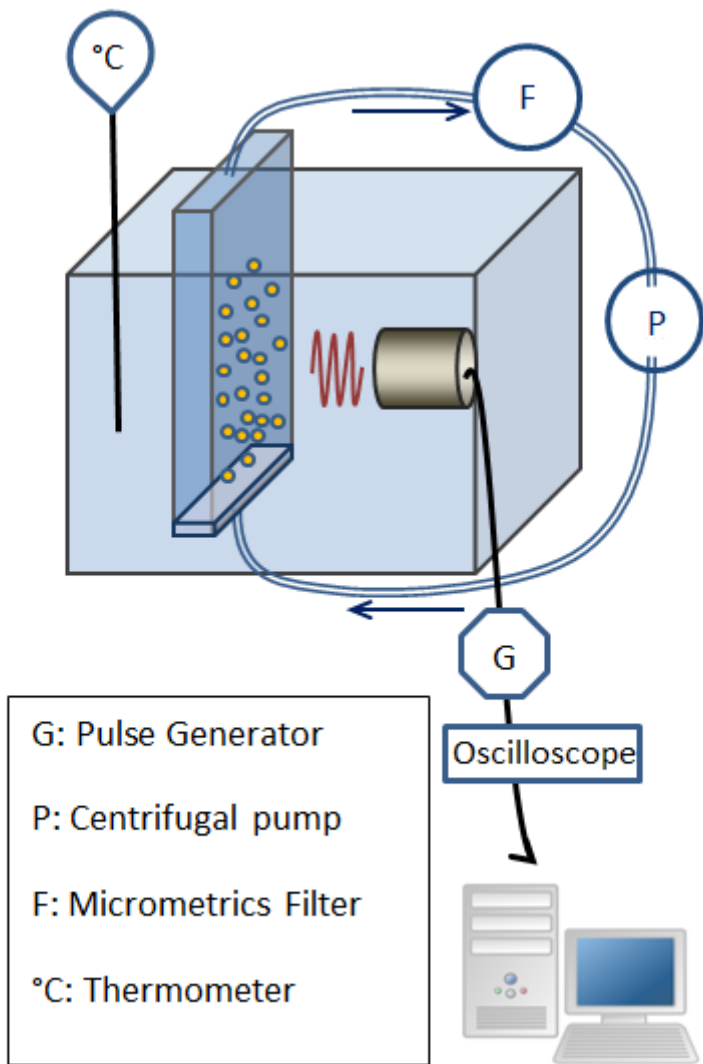 °C
F
P
G
Oscilloscope
G: Pulse Generator
P: Centrifugal pump
F: Micrometrics Filter
°C: Thermometer